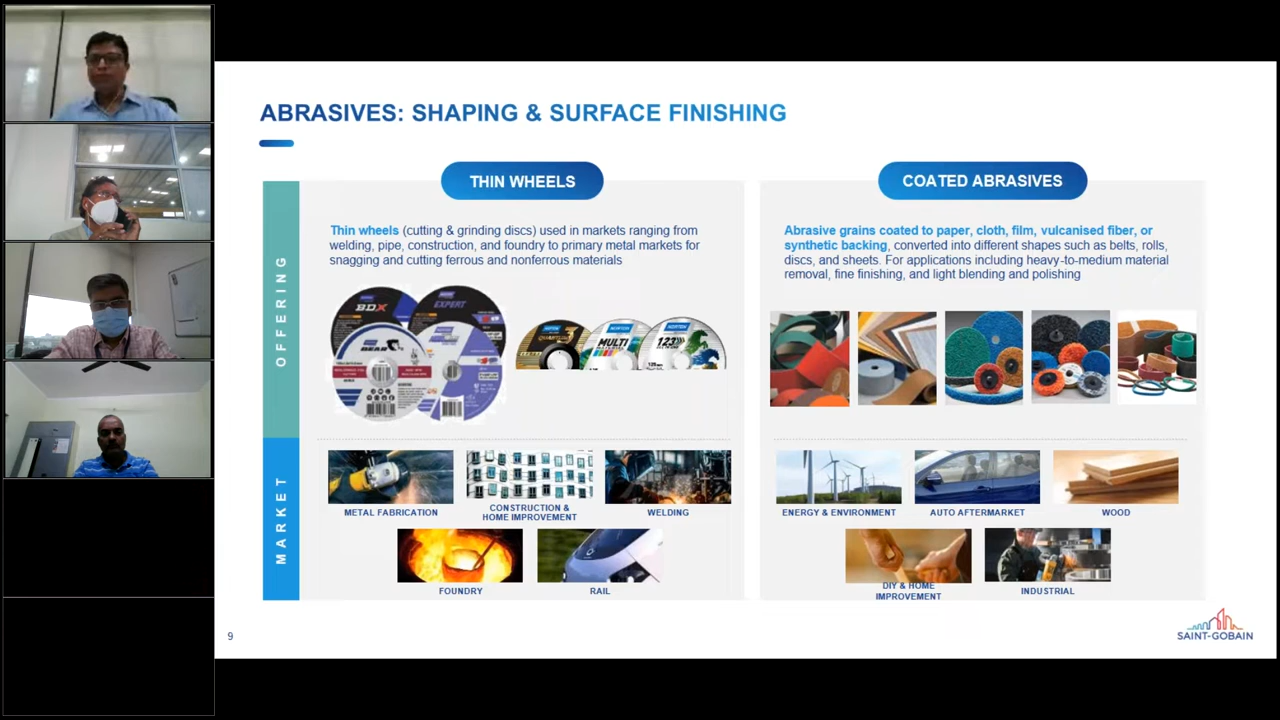 ABRASIVES: SHAPING & SURFACE FINISHING
THIN WHEELS
OFFERING
Thin wheels (cutting & grinding discs) used in markets ranging from
welding, pipe, construction, and foundry to primary metal markets for
snagging and cutting ferrous and nonferrous materials
BDX
EXPERT
BEAR
NORTON
MULTI
NORTON
123
MARKET
METAL FABRICATION
CONSTRUCTION &
HOME IMPROVEMENT
WELDING
FOUNDRY
RAIL
COATED ABRASIVES
Abrasive grains coated to paper, cloth, film, vulcanised fiber, or
synthetic backing, converted into different shapes such as belts, rolls,
discs, and sheets. For applications including heavy-to-medium material
removal, fine finishing, and light blending and polishing
ENERGY & ENVIRONMENT
AUTO AFTERMARKET
WOOD
DIY & HOME
IMPROVEMENT
INDUSTRIAL
9
SAINT-GOBAIN